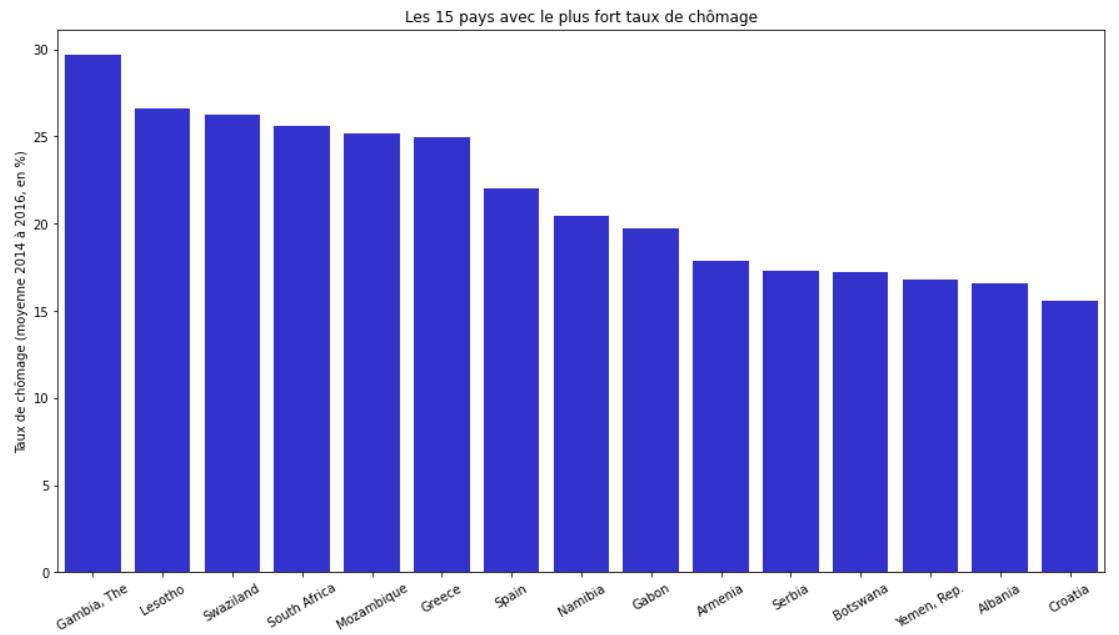 Les 15 pays avec le plus fort taux de chômage
Taux de chômage (moyenne 2014 à 2016, en %)
30
25
20
15
10
5
0
Gambia, The
Lesotho
Swaziland
South Africa
Mozambique
Greece
Spain
Namibia
Gabon
Armenia
Serbia
Botswana
Yemen, Rep.
Albania
Croatia